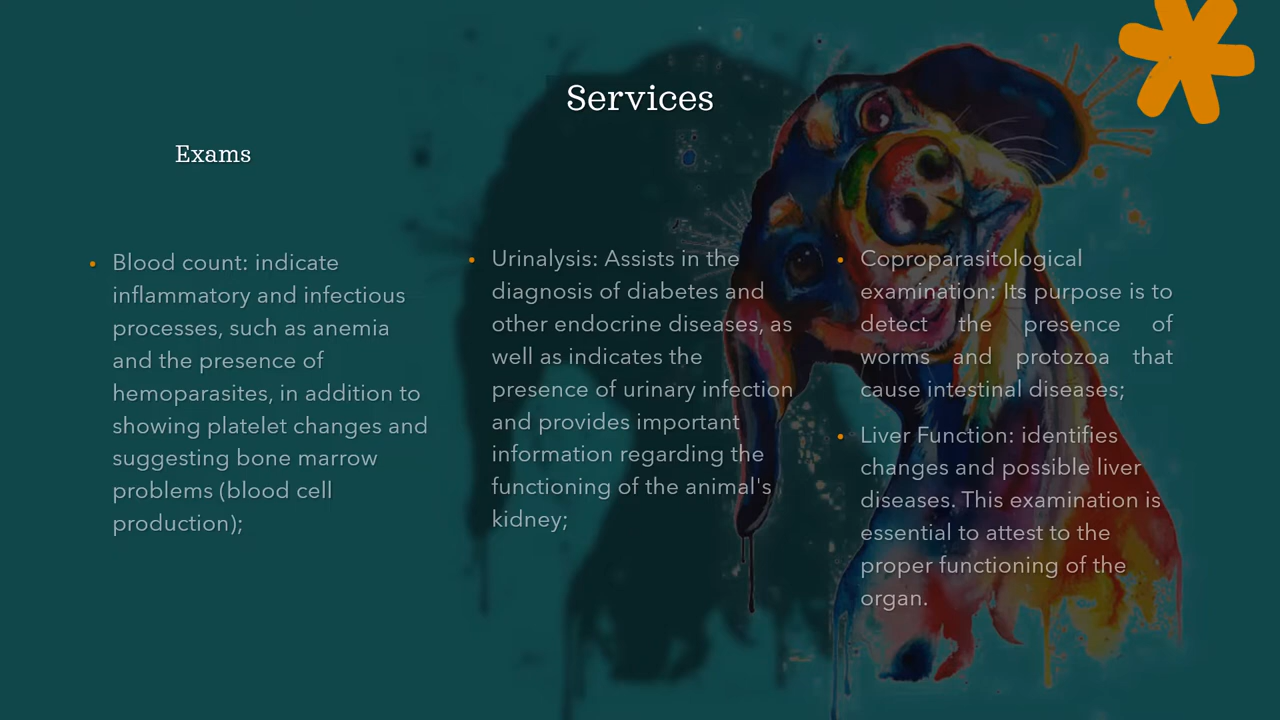 Services
Exams
• Blood count: indicate
inflammatory and infectious
processes, such as anemia
and the presence of
hemoparasites, in addition to
showing platelet changes and
suggesting bone marrow
problems (blood cell
production);
• Urinalysis: Assists in the
diagnosis of diabetes and
other endocrine diseases, as
well as indicates the
presence of urinary infection
and provides important
information regarding the
functioning of the animal's
kidney;
• Coproparasitological
examination: Its purpose is to
detect the presence of
worms and protozoa that
cause intestinal diseases;
• Liver Function: identifies
changes and possible liver
diseases. This examination is
essential to attest to the
proper functioning of the
organ.